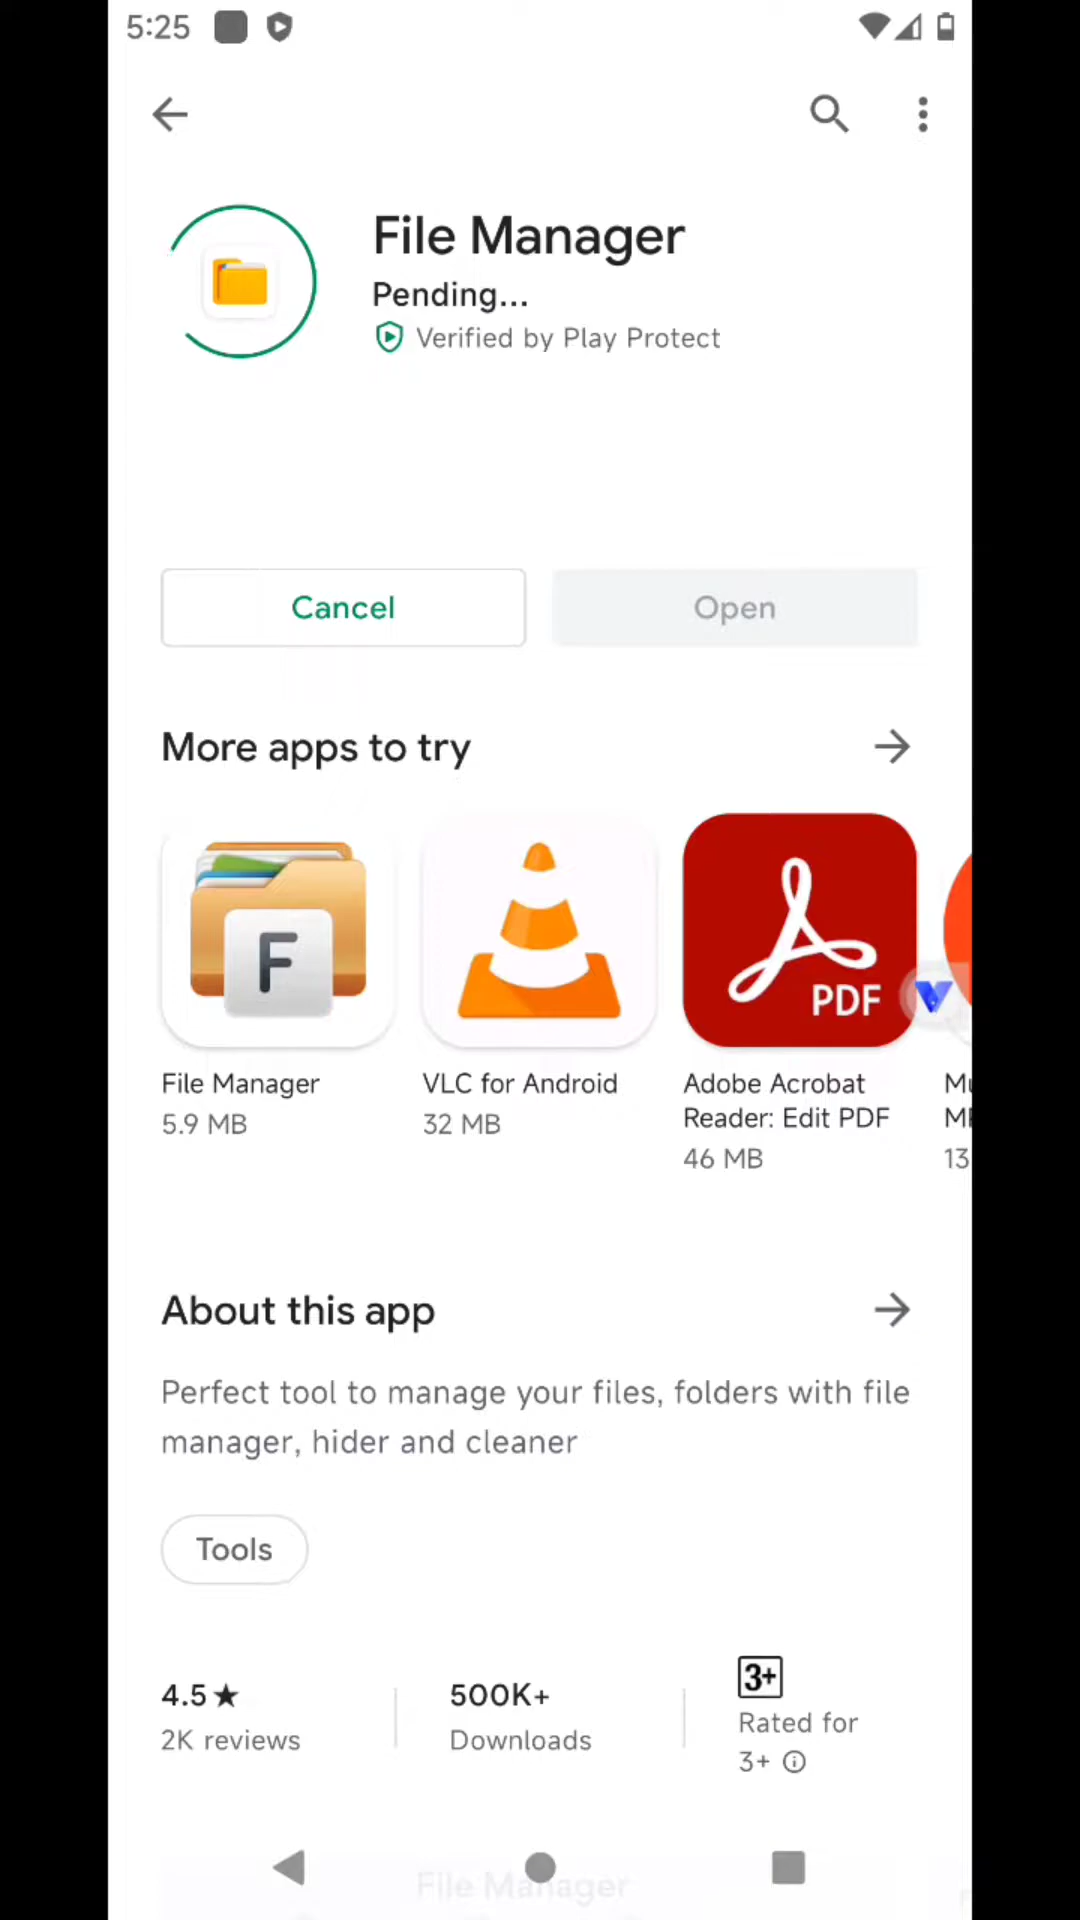 5:25
File Manager
Pending...
Verified by Play Protect
Cancel
Open
More apps to try
F
PDF
File Manager
5.9 MB
VLC for Android
32 MB
Adobe Acrobat
Reader: Edit PDF
46 MB
13
About this app
Perfect tool to manage your files, folders with file
manager, hider and cleaner
Tools
4.5★
2K reviews
500K+
Downloads
3+
Rated for
3+
File Manager